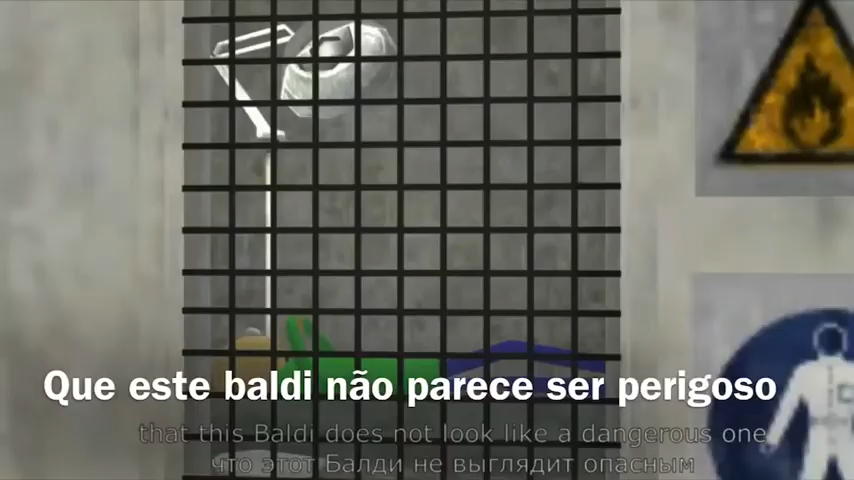 Que este baldi não parece ser perigoso
that this Baldi does not look like a dangerous one
что этот Балди не выглядит опасным